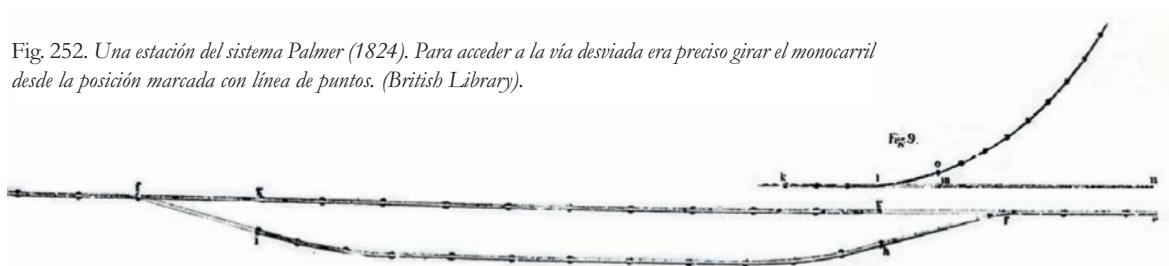 Fig. 252. Una estación del sistema Palmer (1824). Para acceder a la vía desviada era preciso girar el monocarril
desde la posición marcada con línea de puntos. (British Library).
Fig 9.
o
k l m n
f g g
i h f